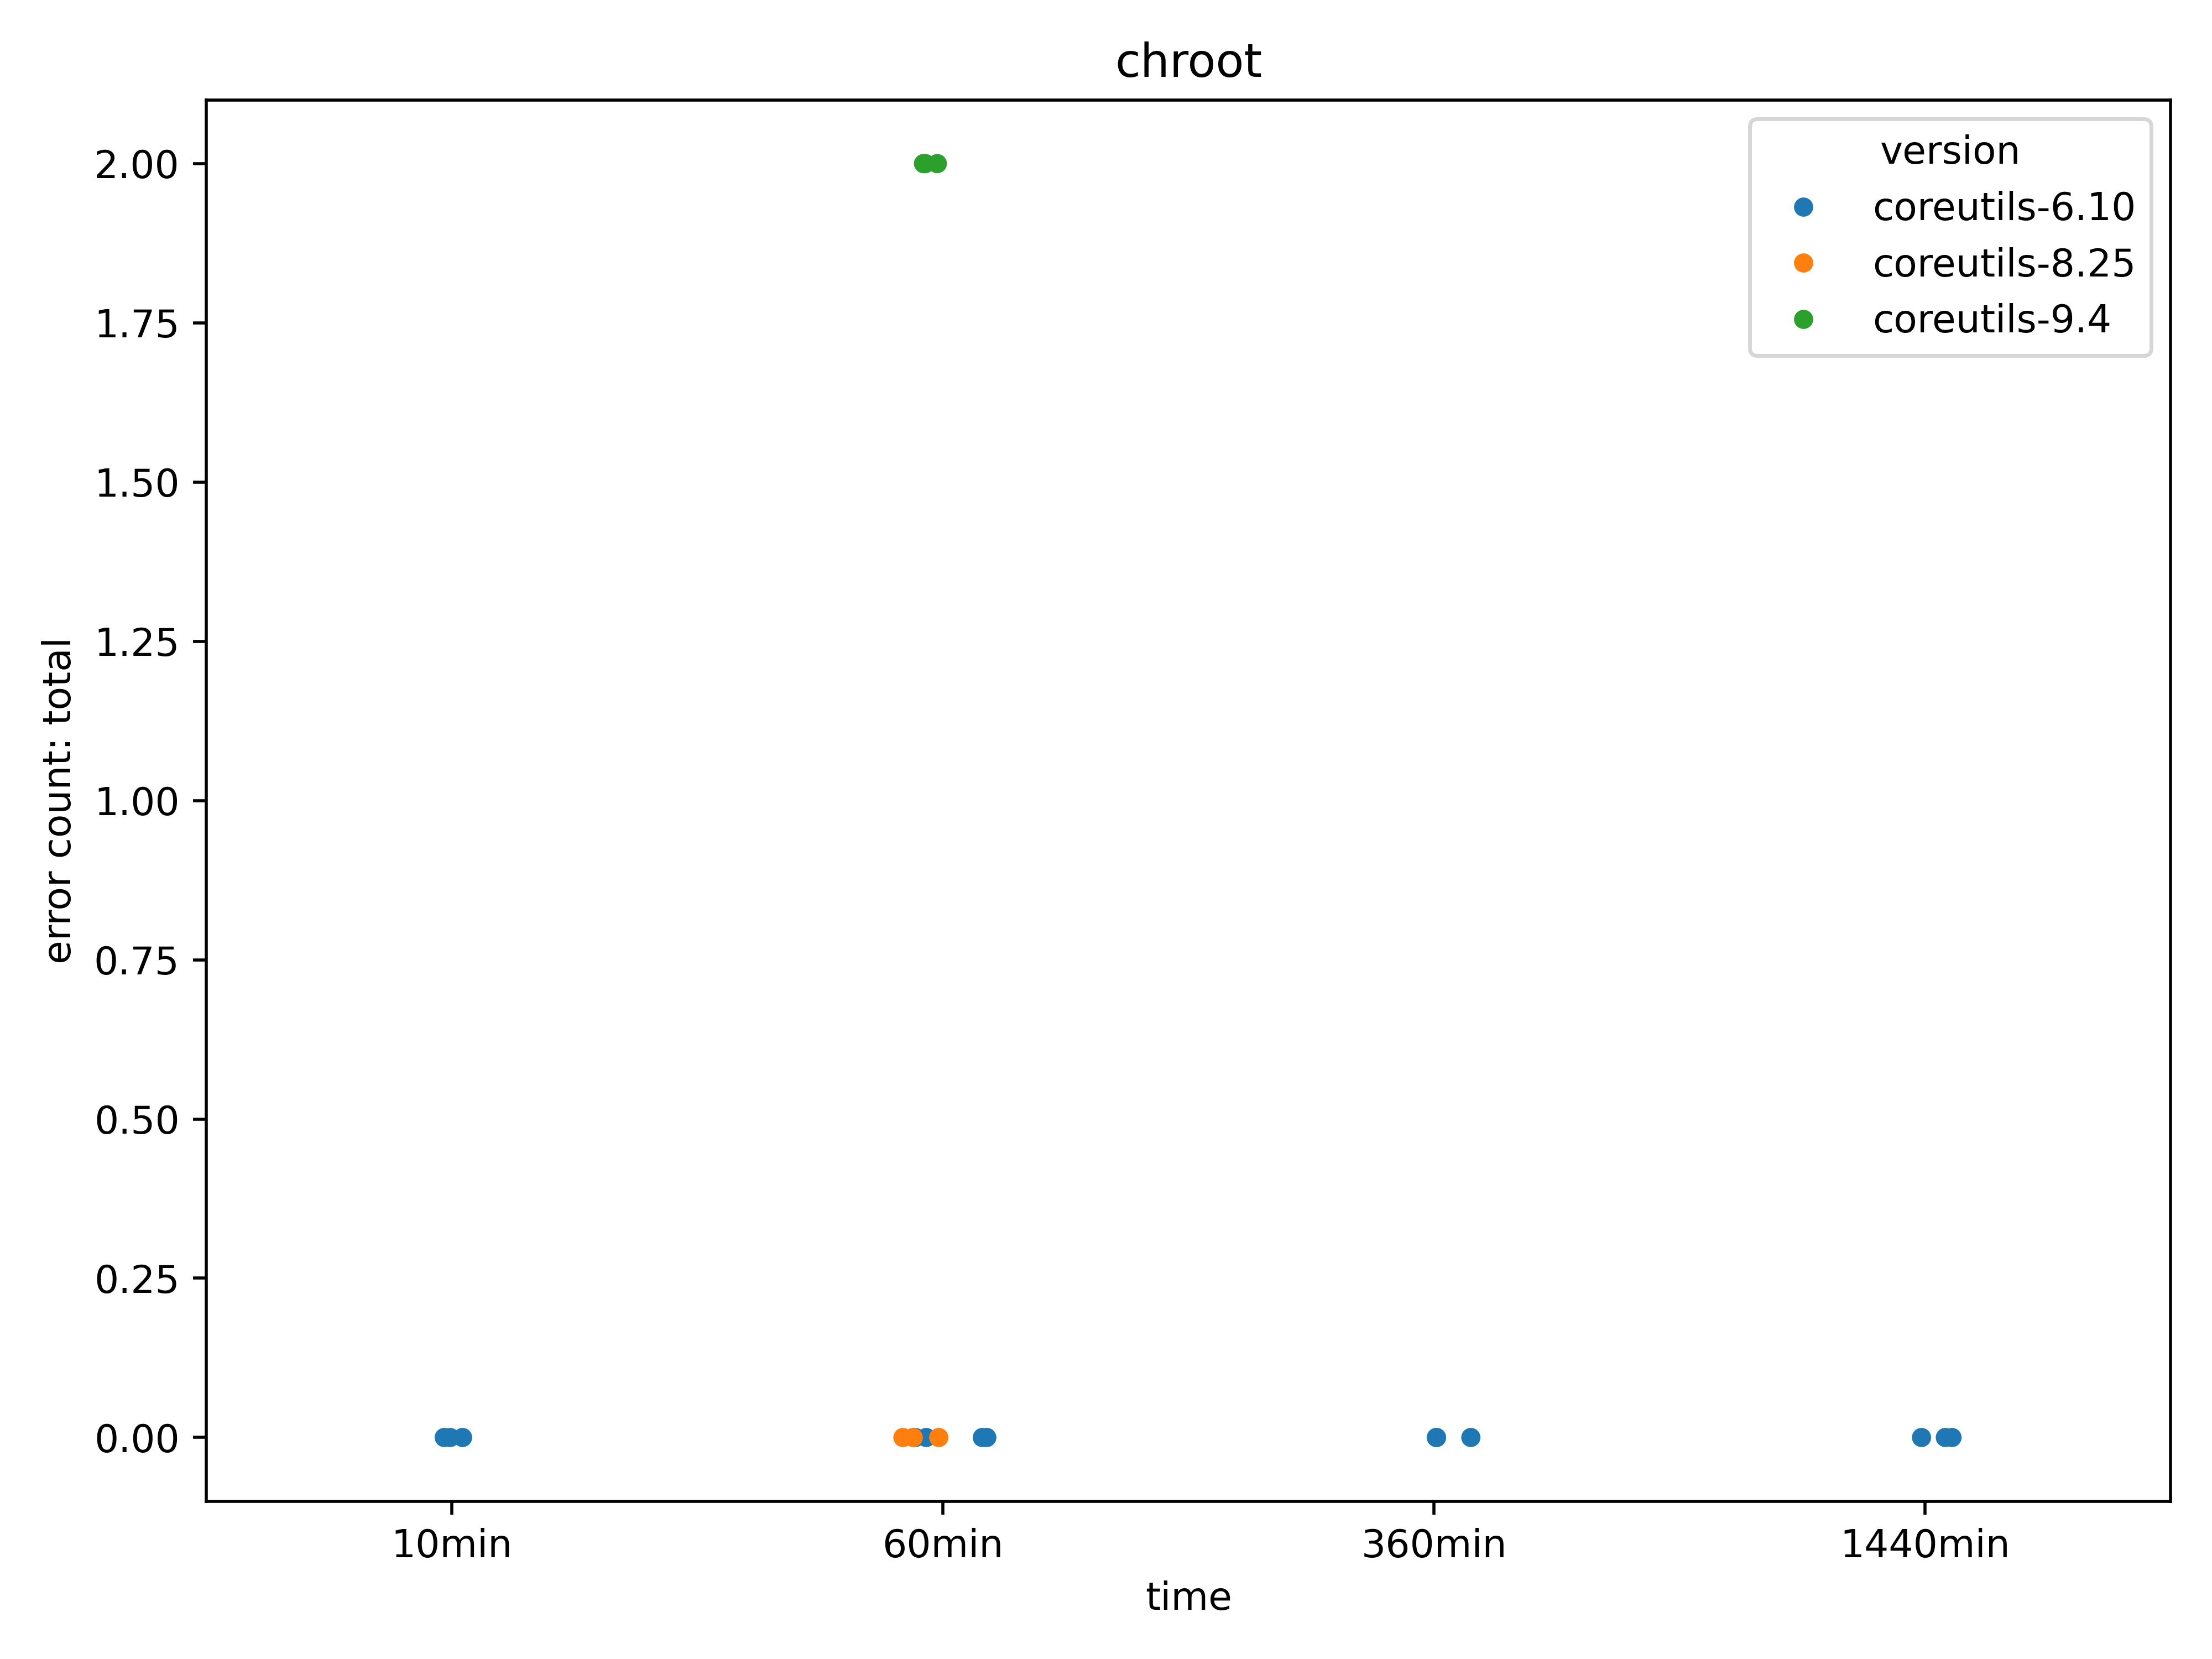 chroot
version
coreutils-6.10
coreutils-8.25
coreutils-9.4
error count: total
2.00
1.75
1.50
1.25
1.00
0.75
0.50
0.25
0.00
10min
60min
360min
1440min
time